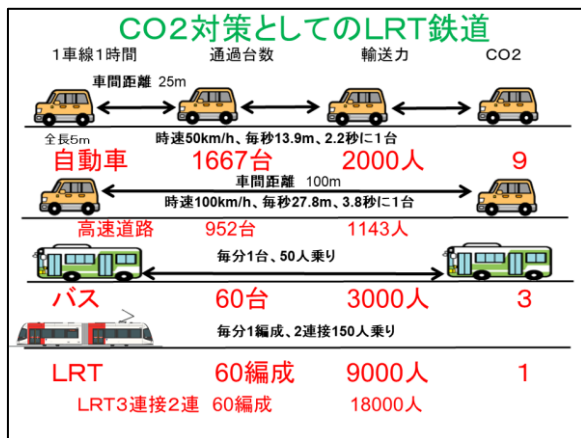 CO2対策としてのLRT鉄道
1車線1時間 通過台数 輸送力 CO2
車間距離 25m
全長5m 時速50km/h、毎秒13.9m、2.2秒に1台
自動車 1667台 2000人 9
車間距離 100m
時速100km/h、毎秒27.8m、3.8秒に1台
高速道路 952台 1143人
毎分1台、50人乗り
バス 60台 3000人 3
毎分1編成、2連接150人乗り
LRT 60編成 9000人 1
LRT3連接2連 60編成 18000人